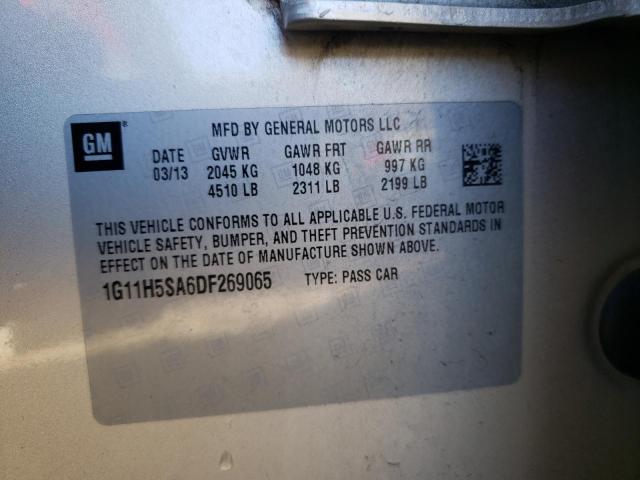 GM ®
MFD BY GENERAL MOTORS LLC
DATE GVWR GAWR FRT GAWR RR
03/13 2045 KG 1048 KG 997 KG
4510 LB 2311 LB 2199 LB
THIS VEHICLE CONFORMS TO ALL APPLICABLE U.S. FEDERAL MOTOR
VEHICLE SAFETY, BUMPER, AND THEFT PREVENTION STANDARDS IN
EFFECT ON THE DATE OF MANUFACTURE SHOWN ABOVE.
1G11H5SA6DF269065 TYPE: PASS CAR